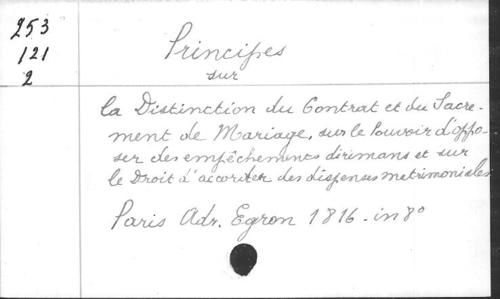 253
121
2
Principes
sur
la Distinction du Contrat et du Sacre-
ment de Mariage, sur le Pouvoir d'oppo-
ser des empêchements dirimans et sur
le Droit d'accorder des dispenses matrimoniales
Paris Adr. Egron 1816 - in 8°